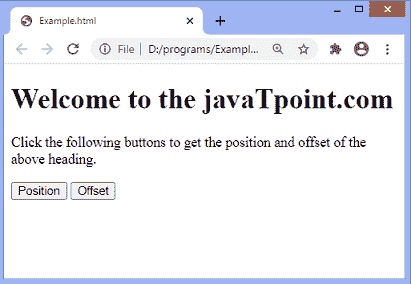 Example.html
File | D:/programs/Exampl...
Welcome to the javaTpoint.com
Click the following buttons to get the position and offset of the
above heading.
Position Offset